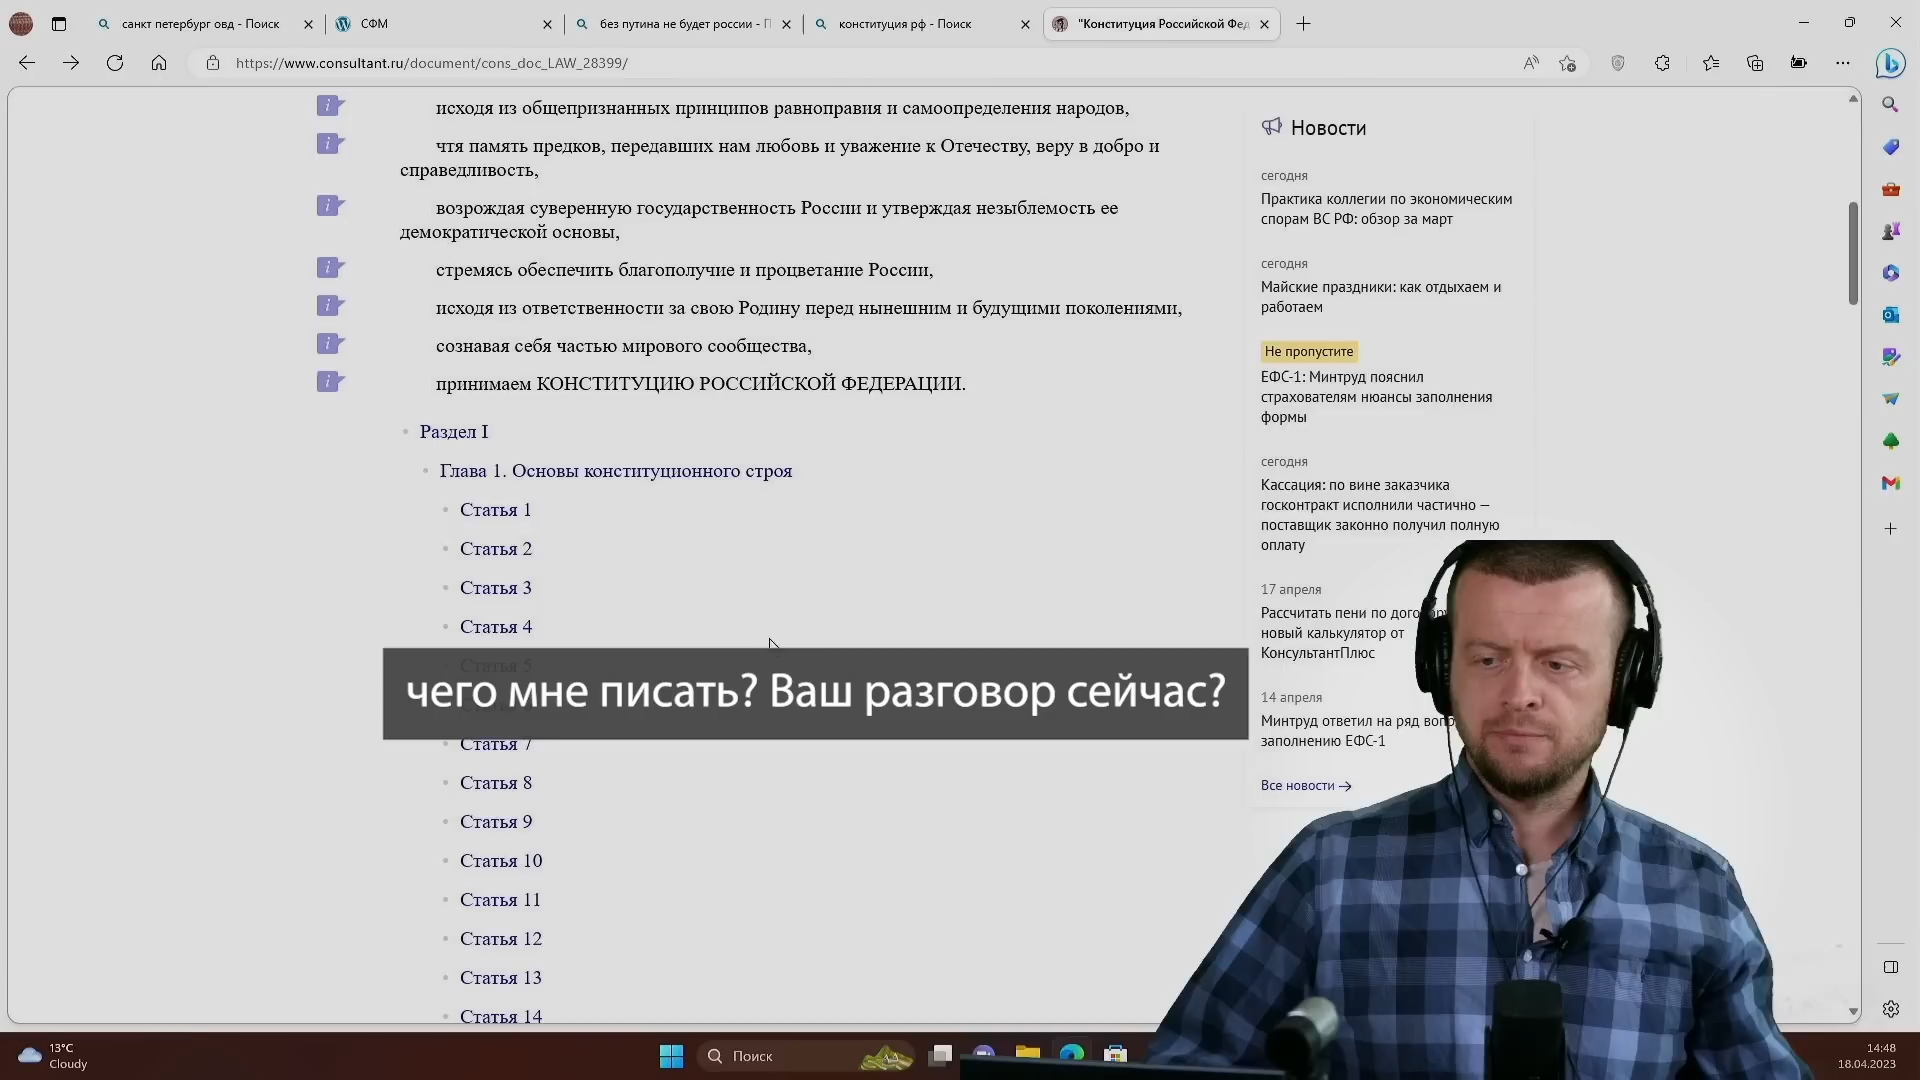 санкт петербург овд - Поиск
СФМ
без путина не будет россии - П
конституция рф - Поиск
"Конституция Российской Фед
https://www.consultant.ru/document/cons_doc_LAW_28399/
исходя из общепризнанных принципов равноправия и самоопределения народов,
чтя память предков, передавших нам любовь и уважение к Отечеству, веру в добро и
справедливость,
возрождая суверенную государственность России и утверждая незыблемость ее
демократической основы,
стремясь обеспечить благополучие и процветание России,
исходя из ответственности за свою Родину перед нынешним и будущими поколениями,
сознавая себя частью мирового сообщества,
принимаем КОНСТИТУЦИЮ РОССИЙСКОЙ ФЕДЕРАЦИИ.
Раздел I
Глава 1. Основы конституционного строя
Статья 1
Статья 2
Статья 3
Статья 4
Статья 5
чего мне писать? Ваш разговор сейчас?
Статья 7
Статья 8
Статья 9
Статья 10
Статья 11
Статья 12
Статья 13
Статья 14
Новости
сегодня
Практика коллегии по экономическим
спорам ВС РФ: обзор за март
сегодня
Майские праздники: как отдыхаем и
работаем
Не пропустите
ЕФС-1: Минтруд пояснил
страхователям нюансы заполнения
формы
сегодня
Кассация: по вине заказчика
госконтракт исполнили частично —
поставщик законно получил полную
оплату
17 апреля
Рассчитать пени по
новый калькулятор от
КонсультантПлюс
14 апреля
Минтруд ответил на ряд
заполнению ЕФС-1
Все новости →
13°C
Cloudy
Поиск
14:48
18.04.2023